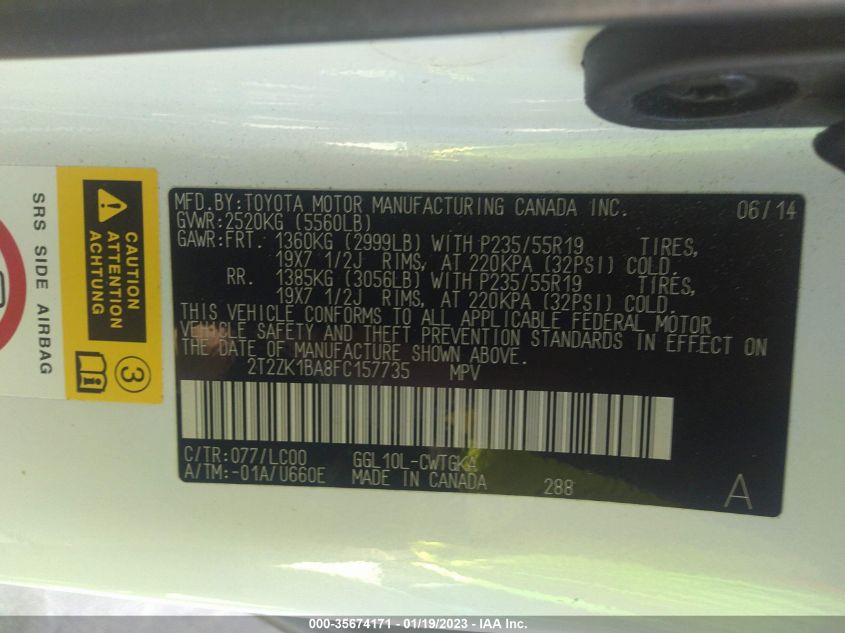 MFD.BY:TOYOTA MOTOR MANUFACTURING CANADA INC. 06/14
GVWR:2520KG (5560LB)
GAWR:FRT. 1360KG (2999LB) WITH P235/55R19 TIRES,
19X7 1/2J RIMS, AT 220KPA (32PSI) COLD.
RR. 1385KG (3056LB) WITH P235/55R19 TIRES,
19X7 1/2J RIMS, AT 220KPA (32PSI) COLD.
THIS VEHICLE CONFORMS TO ALL APPLICABLE FEDERAL MOTOR
VEHICLE SAFETY AND THEFT PREVENTION STANDARDS IN EFFECT ON
THE DATE OF MANUFACTURE SHOWN ABOVE.
2T2ZK1BA8FC157735 MPV
C/TR:077/LC00 GGL10L-CWTGKA
A/TM:-01A/U660E MADE IN CANADA 288 A
CAUTION
ATTENTION
ACHTUNG
3
SRS SIDE AIRBAG
000-35674171 - 01/19/2023 - IAA Inc.